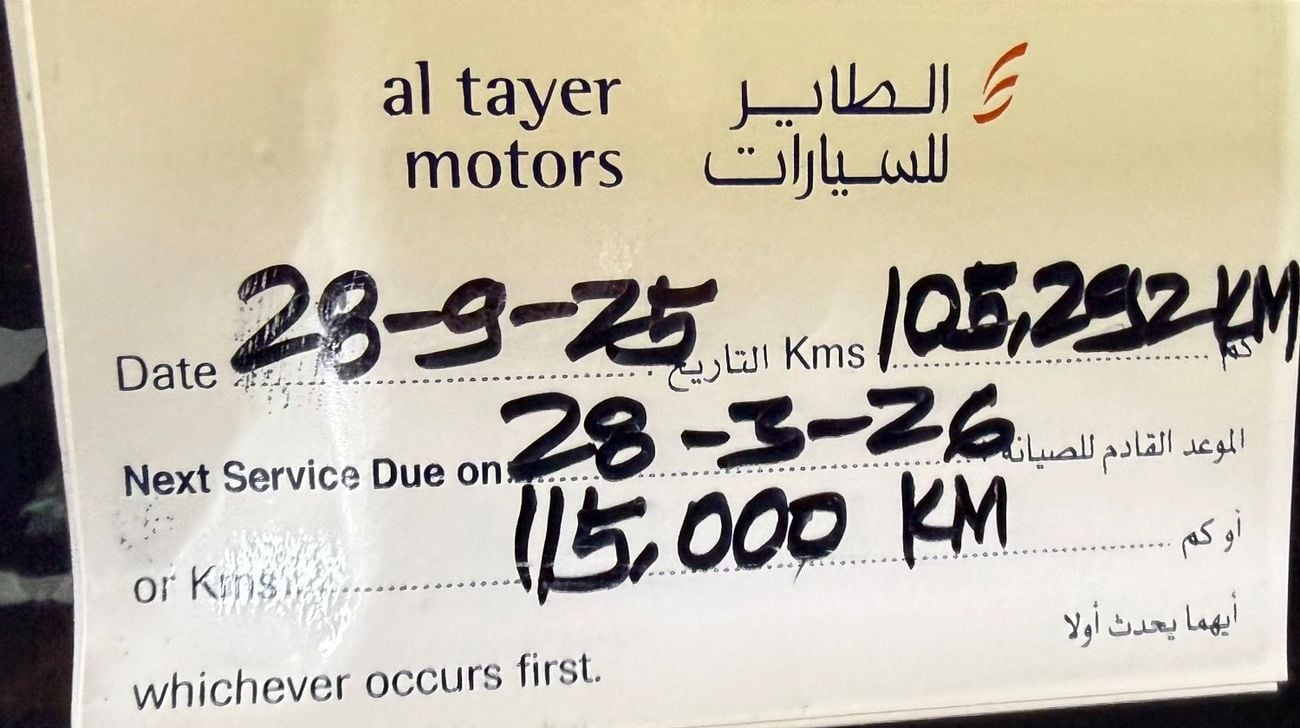 al tayer الطاير
motors للسيارات
Date 28-9-25 التاريخ Kms 105,292 KM كم
Next Service Due on 28-3-26 الموعد القادم للصيانة
or Kms 115,000 KM أو كم
أيهما يحدث أولا
whichever occurs first.